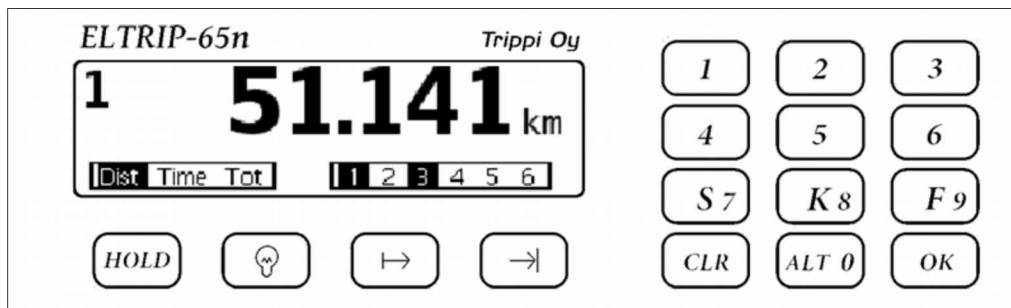 ELTRIP-65n Trippi Oy
1 51.141 km
Dist Time Tot 1 2 3 4 5 6
HOLD
1 2 3
4 5 6
S 7 K 8 F 9
CLR ALT 0 OK